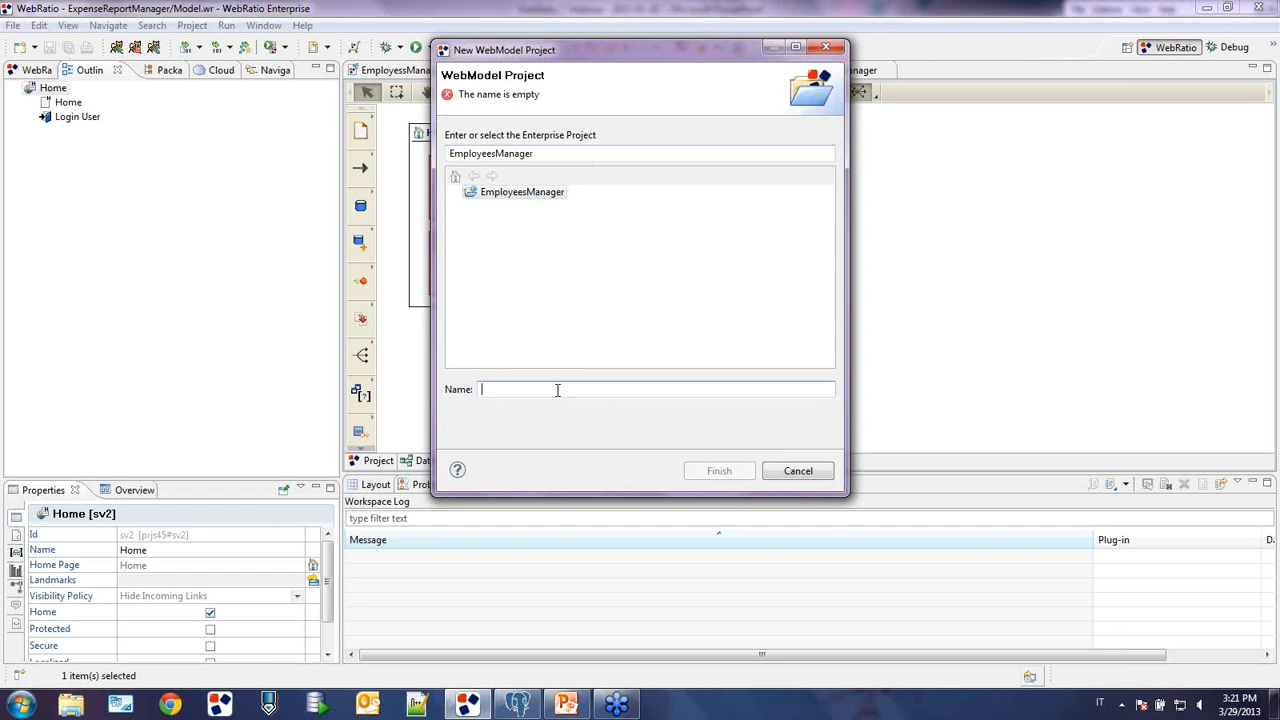 WebRatio - ExpenseReportManager/Model.wr - WebRatio Enterprise
File Edit View Navigate Search Project Run Window Help
WebRatio Debug
WebRa Outlin Packa Cloud Naviga
Home
Home
Login User
New WebModel Project
WebModel Project
The name is empty
Enter or select the Enterprise Project
EmployeesManager
EmployeesManager
Name:
? Finish Cancel
Project
Layout
Workspace Log
type filter text
Message Plug-in
Properties Overview
Home [sv2]
Id sv2 [prjs45#sv2]
Name Home
Home Page Home
Landmarks
Visibility Policy Hide Incoming Links
Home
Protected
Secure
1 item(s) selected
IT
3:21 PM
3/29/2013